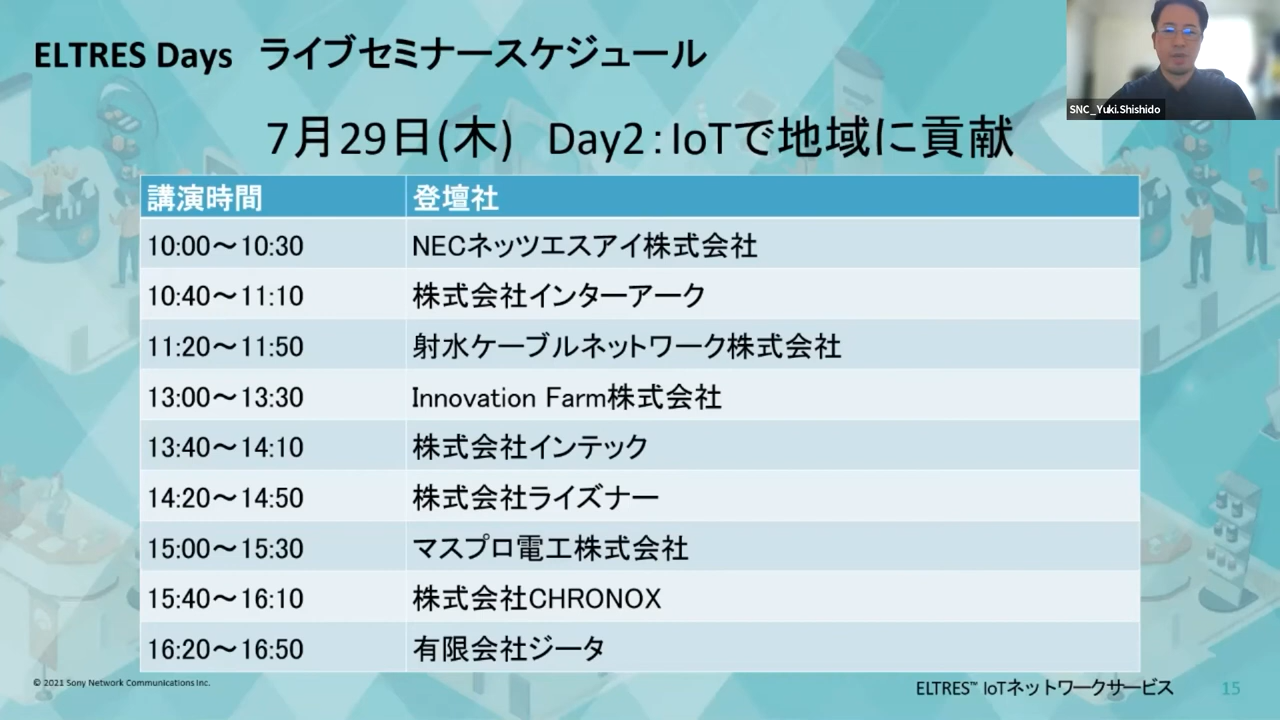 ELTRES Days ライブセミナースケジュール
SNC_Yuki.Shishido
7月29日(木) Day2:IoTで地域に貢献
講演時間 登壇社
10:00～10:30 NECネッツエスアイ株式会社
10:40～11:10 株式会社インターアーク
11:20～11:50 射水ケーブルネットワーク株式会社
13:00～13:30 Innovation Farm株式会社
13:40～14:10 株式会社インテック
14:20～14:50 株式会社ライズナー
15:00～15:30 マスプロ電工株式会社
15:40～16:10 株式会社CHRONOX
16:20～16:50 有限会社ジータ
© 2021 Sony Network Communications Inc.
ELTRES™ IoTネットワークサービス 15